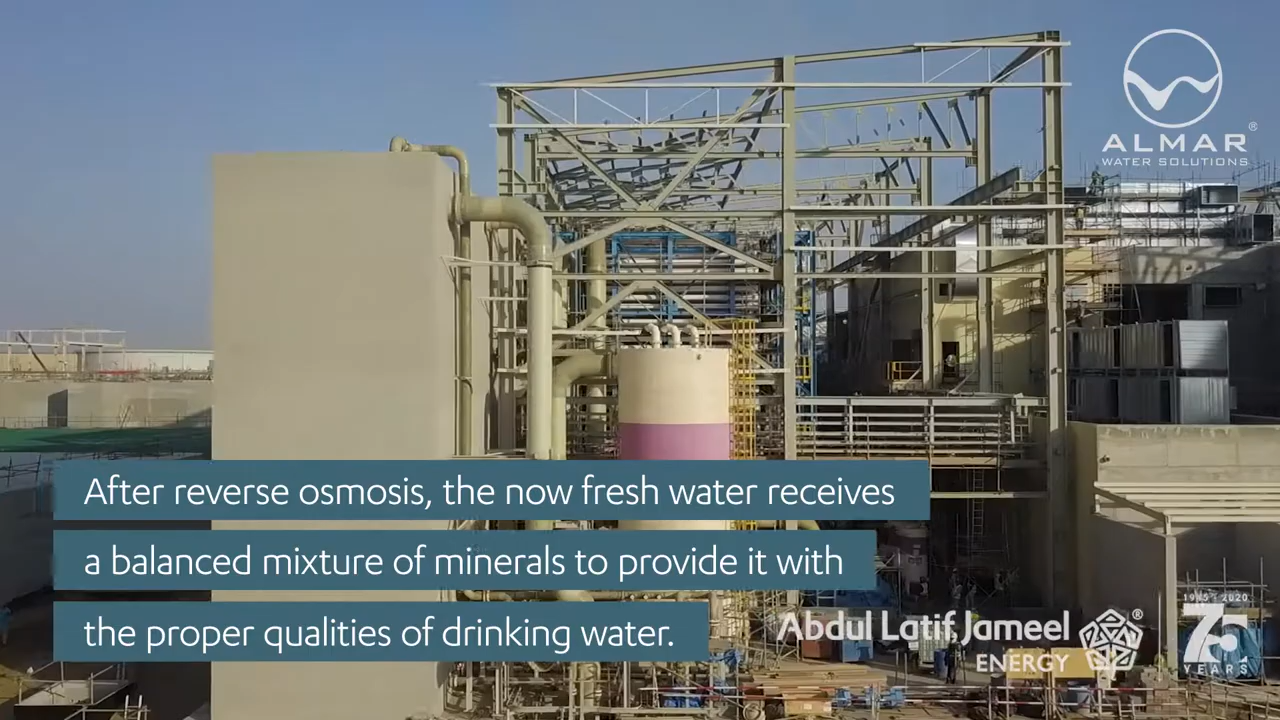 ALMAR®
WATER SOLUTIONS
After reverse osmosis, the now fresh water receives
a balanced mixture of minerals to provide it with
the proper qualities of drinking water.
Abdul Latif Jameel®
ENERGY
1945 - 2020
75
YEARS